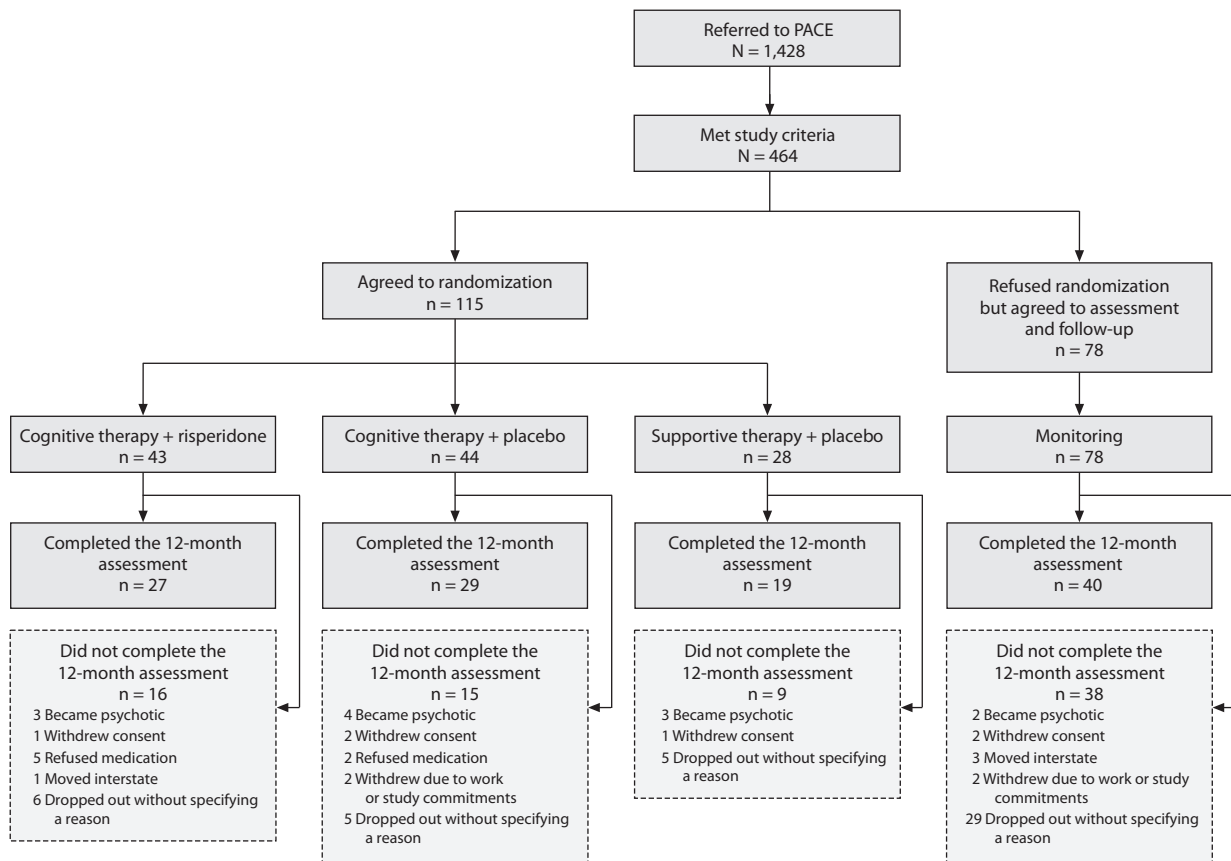 Referred to PACE
N = 1,428
Met study criteria
N = 464
Agreed to randomization
n = 115
Refused randomization
but agreed to assessment
and follow-up
n = 78
Cognitive therapy + risperidone
n = 43
Cognitive therapy + placebo
n = 44
Supportive therapy + placebo
n = 28
Monitoring
n = 78
Completed the 12-month
assessment
n = 27
Completed the 12-month
assessment
n = 29
Completed the 12-month
assessment
n = 19
Completed the 12-month
assessment
n = 40
Did not complete the
12-month assessment
n = 16
3 Became psychotic
1 Withdrew consent
5 Refused medication
1 Moved interstate
6 Dropped out without specifying
a reason
Did not complete the
12-month assessment
n = 15
4 Became psychotic
2 Withdrew consent
2 Refused medication
2 Withdrew due to work
or study commitments
5 Dropped out without specifying
a reason
Did not complete the
12-month assessment
n = 9
3 Became psychotic
1 Withdrew consent
5 Dropped out without specifying
a reason
Did not complete the
12-month assessment
n = 38
2 Became psychotic
2 Withdrew consent
3 Moved interstate
2 Withdrew due to work or study
commitments
29 Dropped out without specifying
a reason